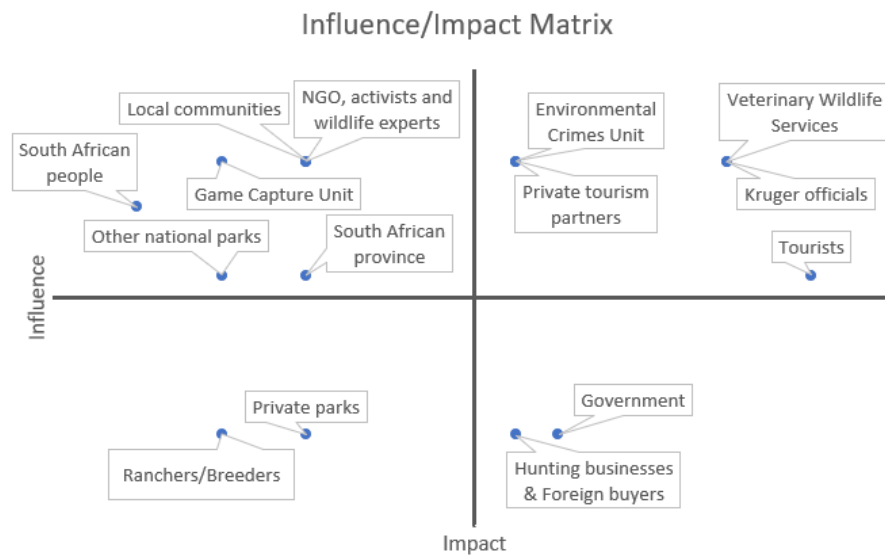 Influence/Impact Matrix
Local communities
NGO, activists and
wildlife experts
Environmental
Crimes Unit
Veterinary Wildlife
Services
South African
people
Game Capture Unit
Private tourism
partners
Kruger officials
Other national parks
South African
province
Tourists
Influence
Private parks
Government
Ranchers/Breeders
Hunting businesses
& Foreign buyers
Impact